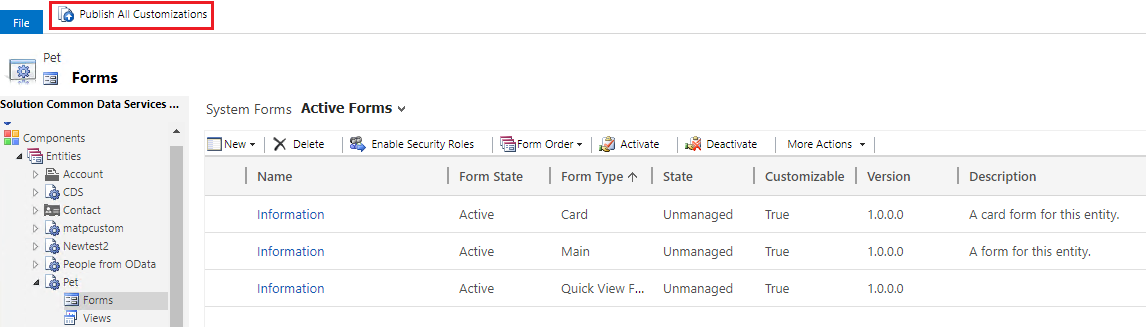 File
Publish All Customizations
Pet
Forms
Solution Common Data Services ...
Components
Entities
Account
CDS
Contact
matpcustom
Newtest2
People from OData
Pet
Forms
Views
System Forms Active Forms
New Delete Enable Security Roles Form Order Activate Deactivate More Actions
Name Form State Form Type State Customizable Version Description
Information Active Card Unmanaged True 1.0.0.0 A card form for this entity.
Information Active Main Unmanaged True 1.0.0.0 A form for this entity.
Information Active Quick View F... Unmanaged True 1.0.0.0